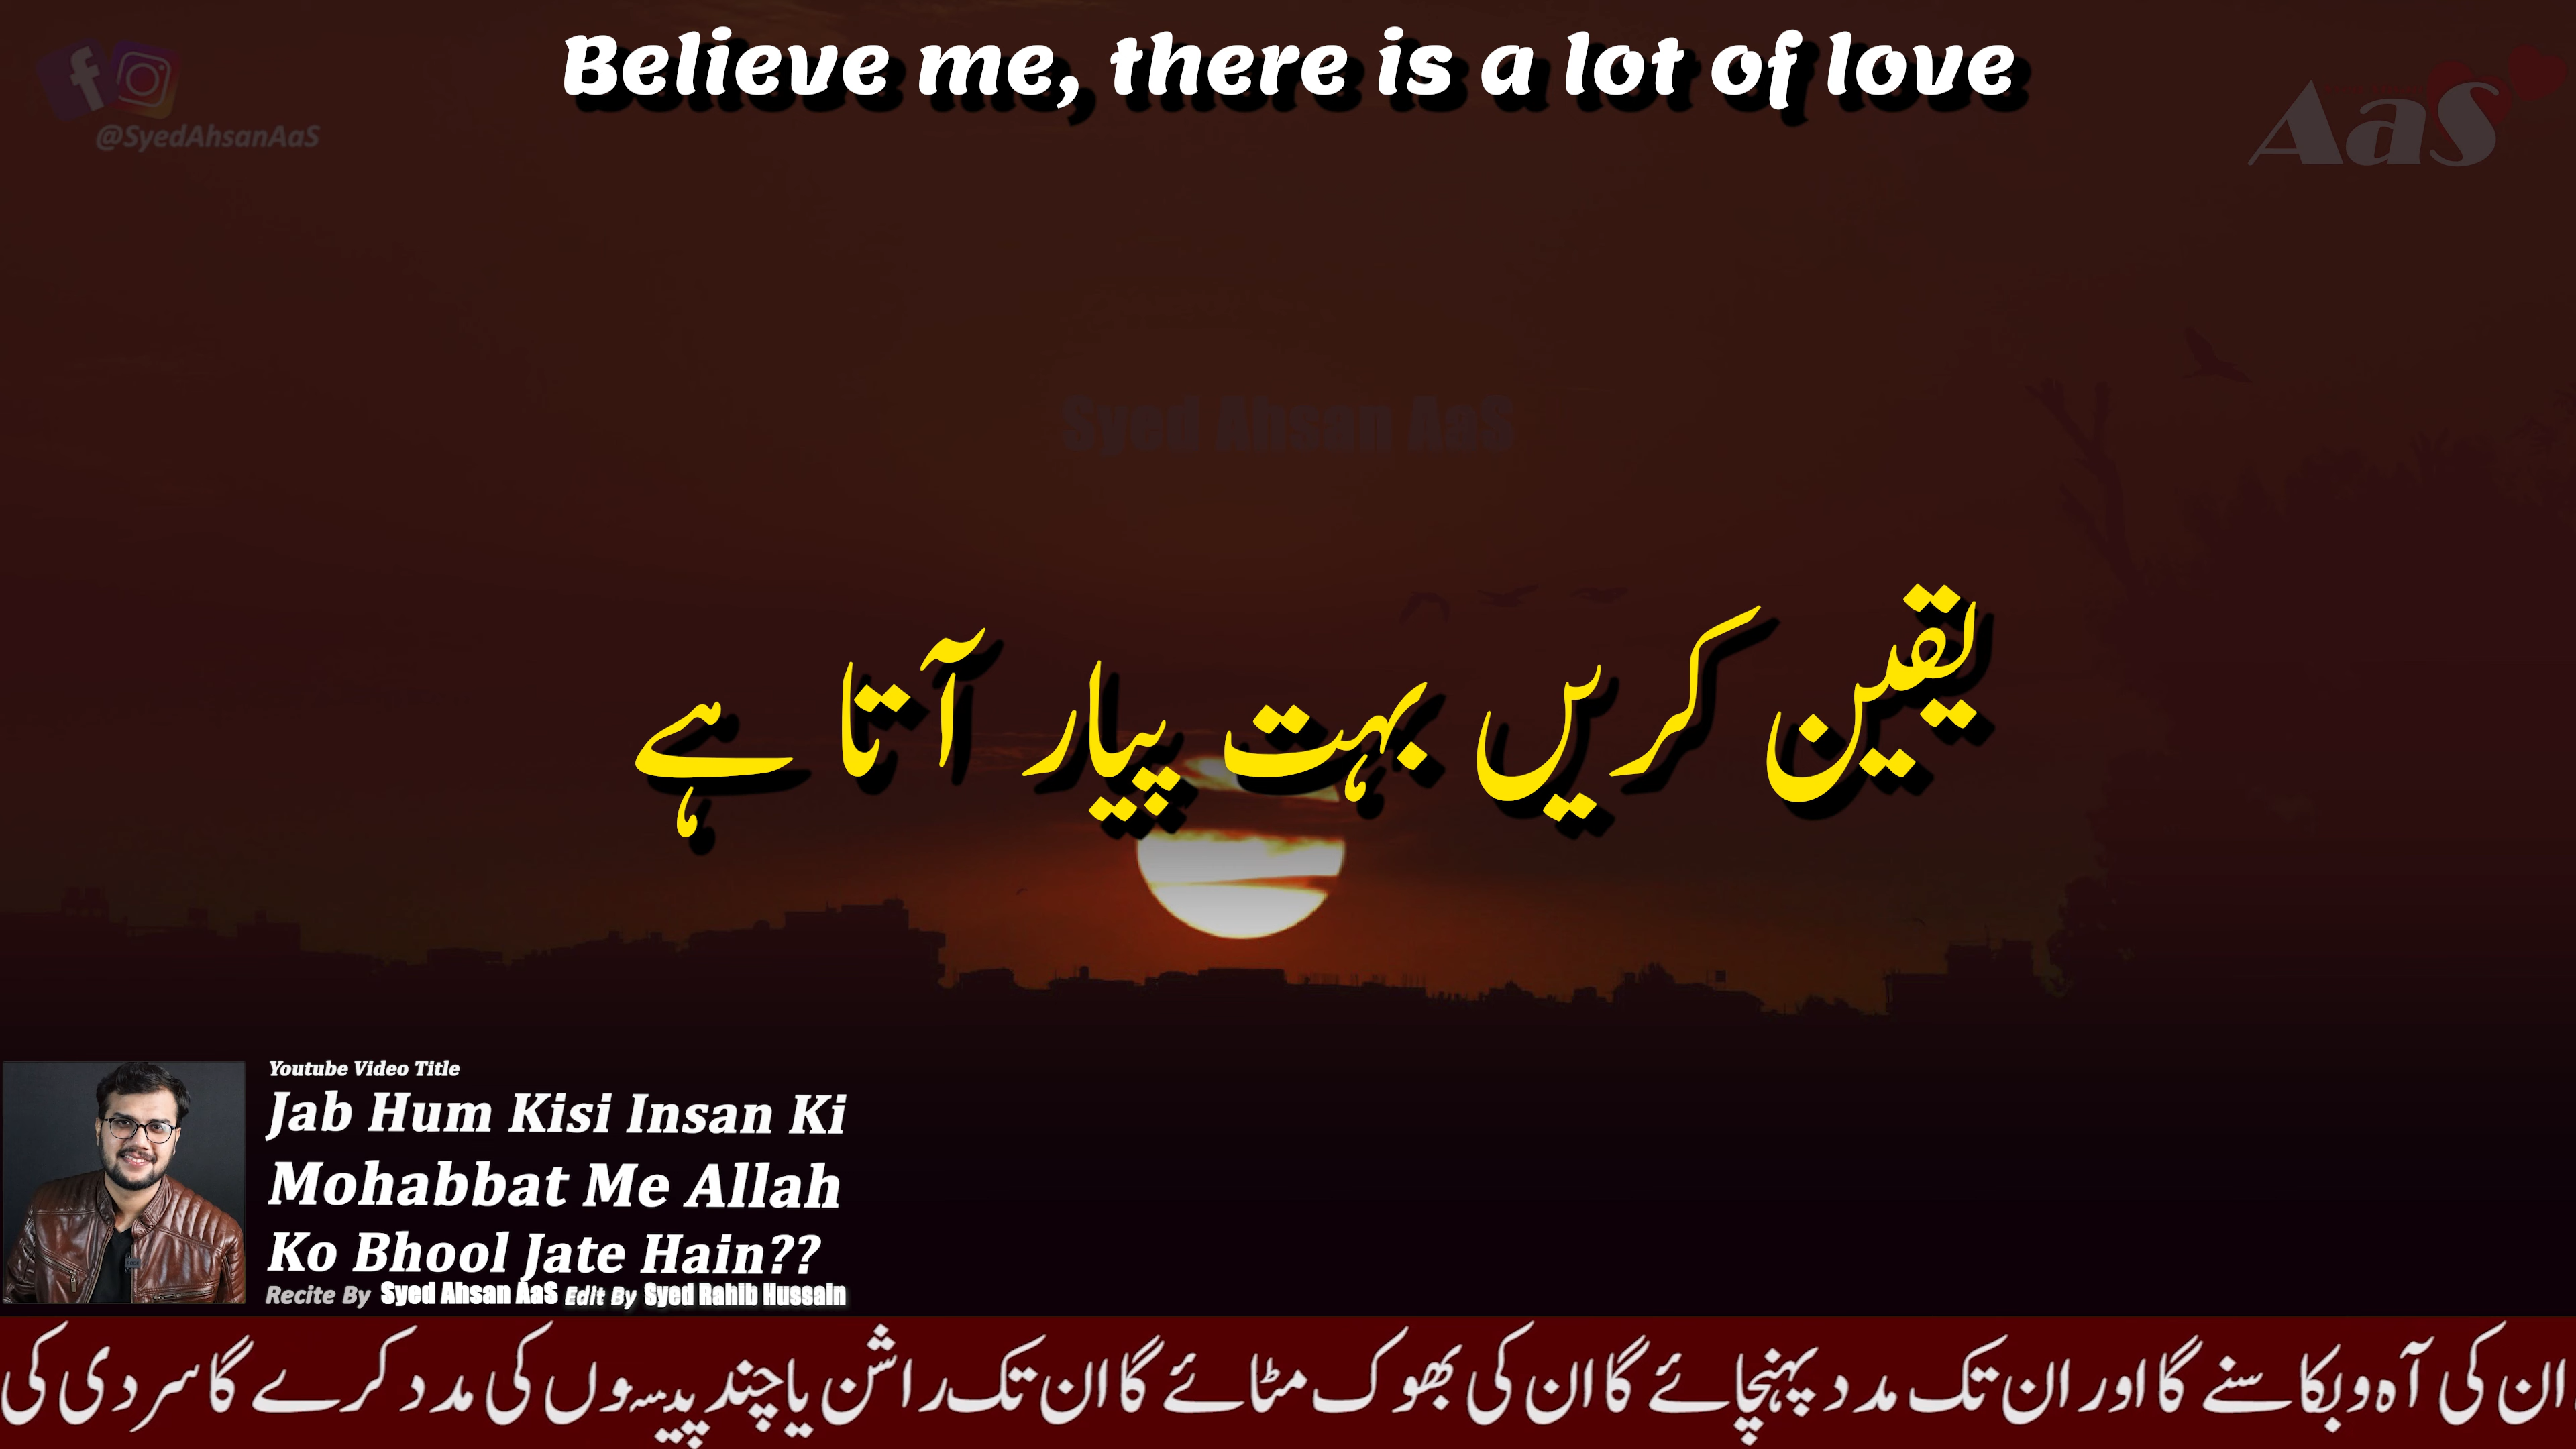 Believe me, there is a lot of love
@SyedAhsanAaS
AaS
Syed Ahsan AaS
یقین کریں بہت پیار آتا ہے
Youtube Video Title
Jab Hum Kisi Insan Ki
Mohabbat Me Allah
Ko Bhool Jate Hain??
Recite By Syed Ahsan AaS Edit By Syed Rahib Hussain
ان کی آہ و بکا سنے گا اور ان تک مدد پہنچائے گا ان کی بھوک مٹائے گا ان تک راشن یا چند پیسوں کی مدد کرے گا سردی کی